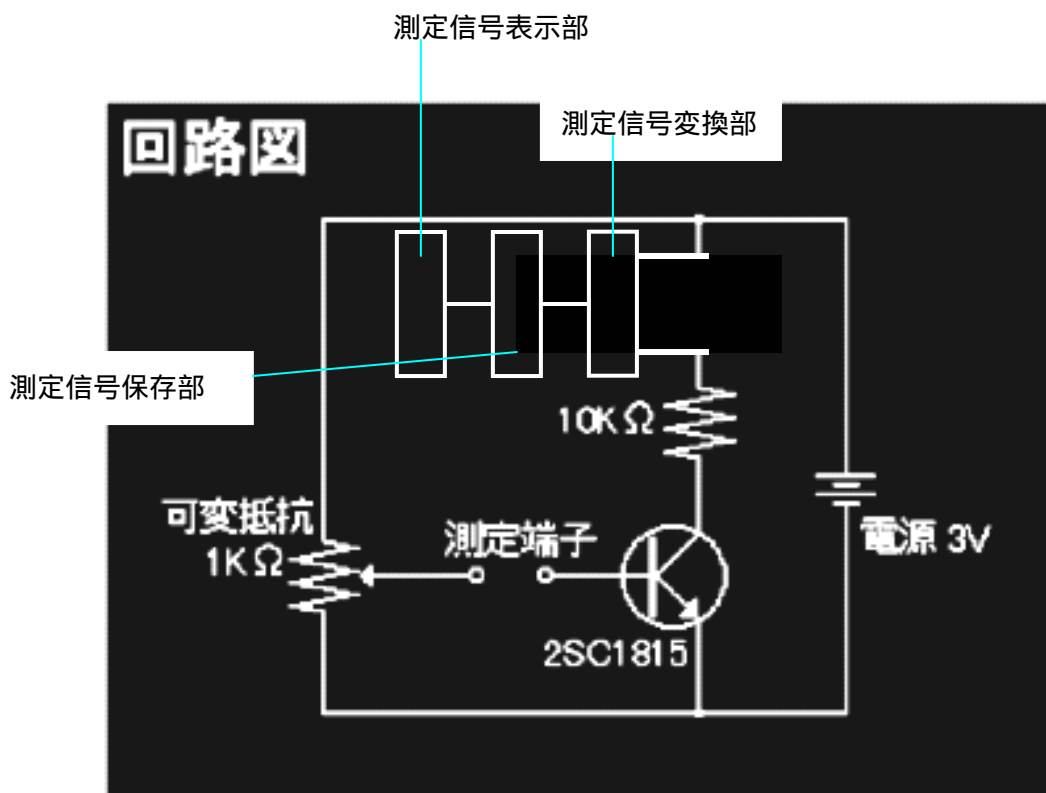 測定信号表示部
測定信号変換部
回路図
測定信号保存部
10KΩ
可変抵抗
1KΩ
測定端子
電源 3V
2SC1815